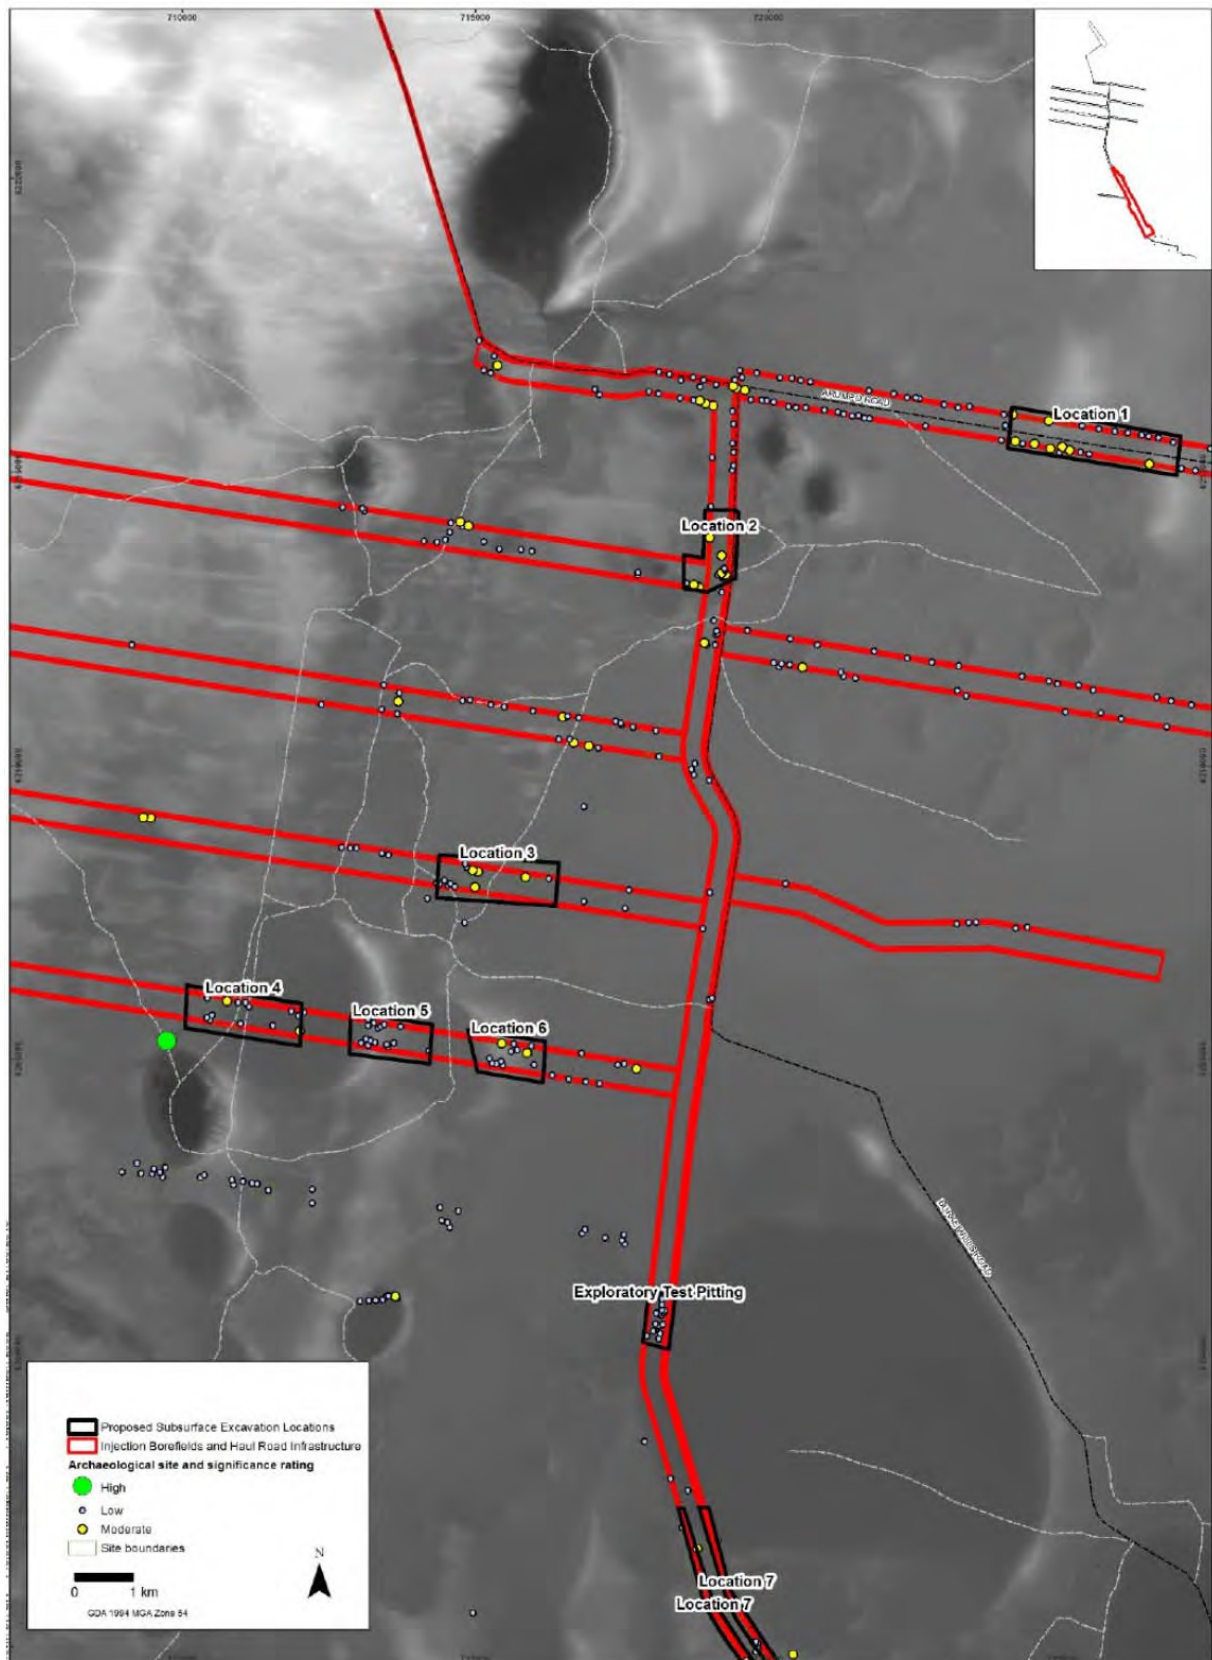 710000
715000
720000
Location 1
Location 2
Location 3
Location 4
Location 5
Location 6
Exploratory Test Pitting
Location 7
Location 7
Proposed Subsurface Excavation Locations
Injection Borefields and Haul Road Infrastructure
Archaeological site and significance rating
High
Low
Moderate
Site boundaries
N
0 1 km
GDA 1994 MGA Zone 54